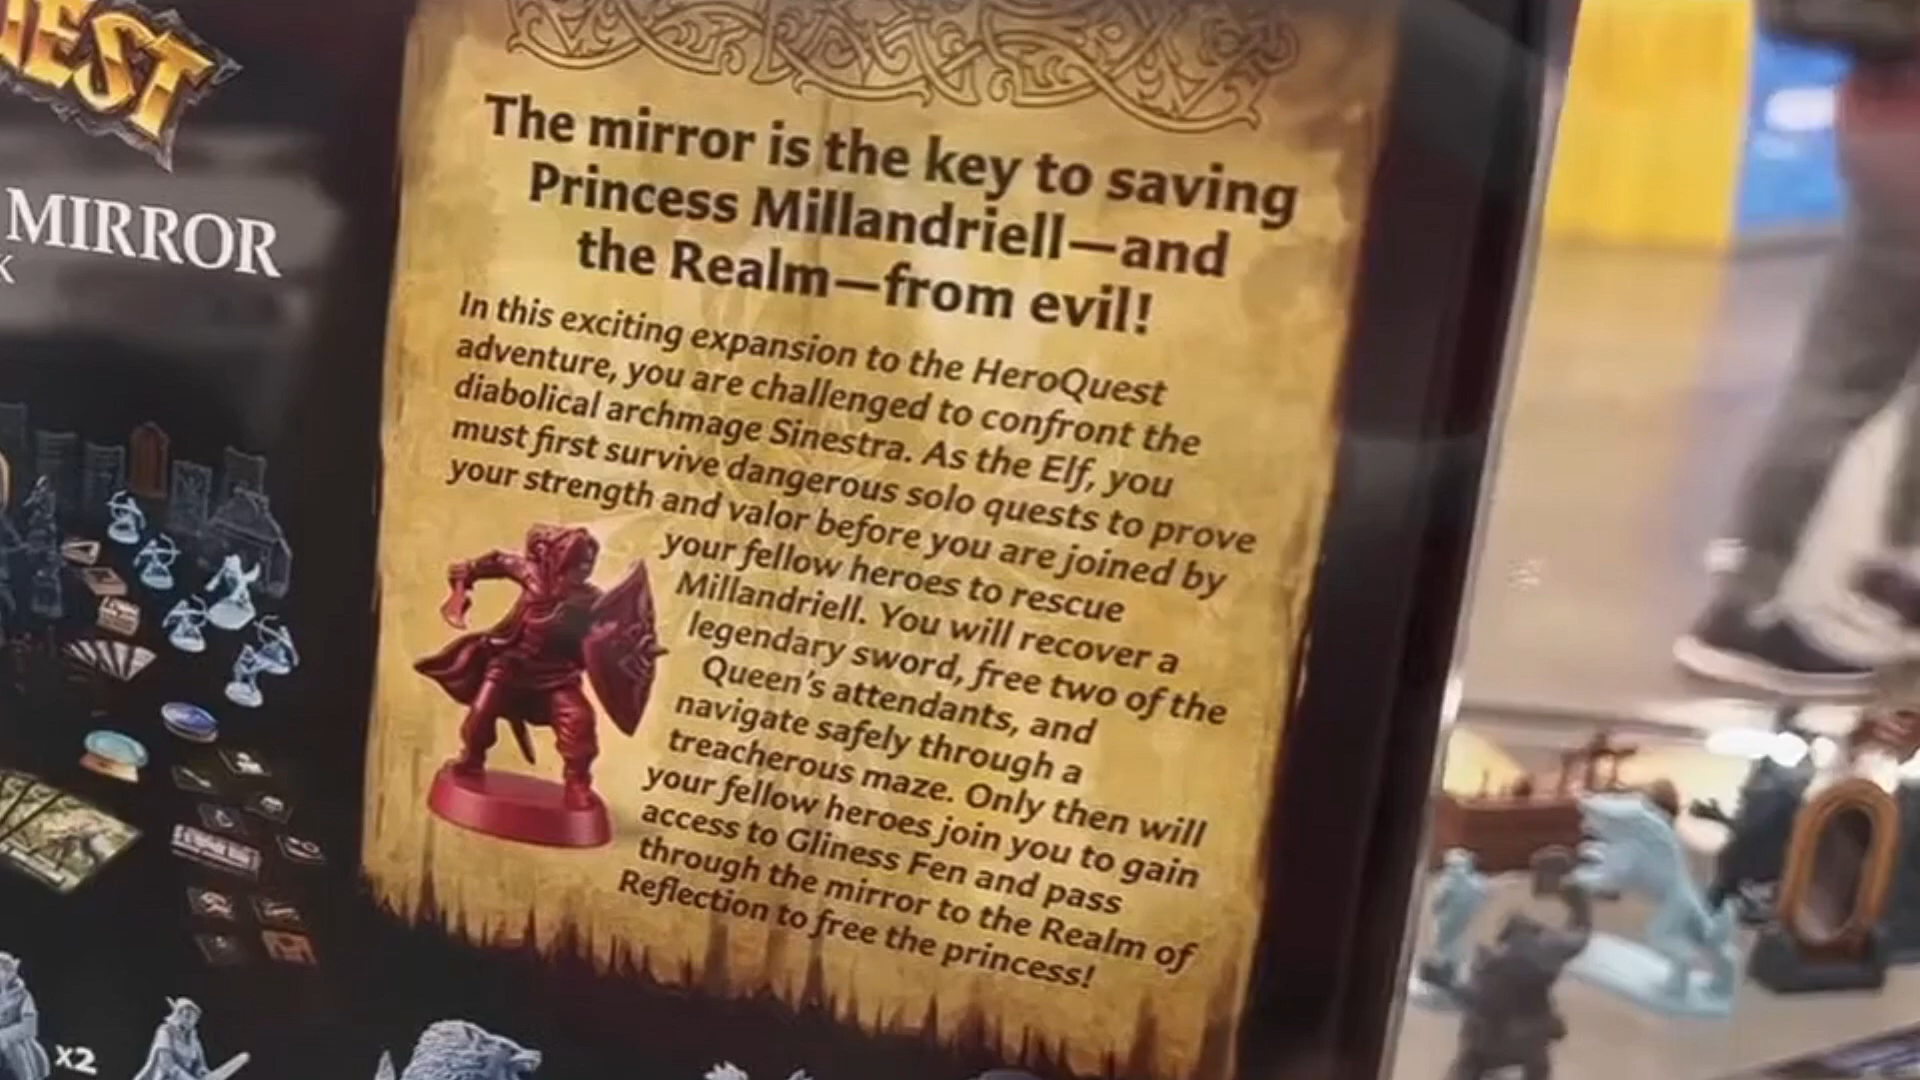 EST
MIRROR
K
The mirror is the key to saving
Princess Millandriell—and
the Realm—from evil!
In this exciting expansion to the HeroQuest
adventure, you are challenged to confront the
diabolical archmage Sinestra. As the Elf, you
must first survive dangerous solo quests to prove
your strength and valor before you are joined by
your fellow heroes to rescue
Millandriell. You will recover a
legendary sword, free two of the
Queen's attendants, and
navigate safely through a
treacherous maze. Only then will
your fellow heroes join you to gain
access to Gliness Fen and pass
through the mirror to the Realm of
Reflection to free the princess!
x2